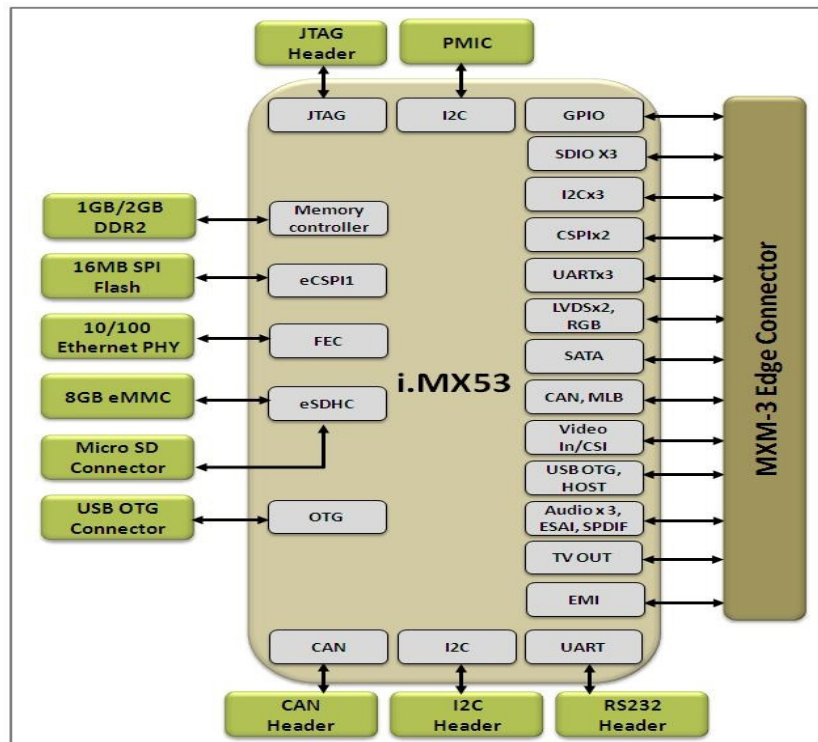 JTAG
Header
PMIC
JTAG
I2C
GPIO
SDIO X3
I2Cx3
CSPIx2
UARTx3
LVDSx2,
RGB
SATA
CAN, MLB
Video
In/CSI
USB OTG,
HOST
Audio x 3,
ESAI, SPDIF
TV OUT
EMI
1GB/2GB
DDR2
Memory
controller
16MB SPI
Flash
eCSPI1
10/100
Ethernet PHY
FEC
8GB eMMC
eSDHC
Micro SD
Connector
USB OTG
Connector
OTG
i.MX53
MXM-3 Edge Connector
CAN
I2C
UART
CAN
Header
I2C
Header
RS232
Header